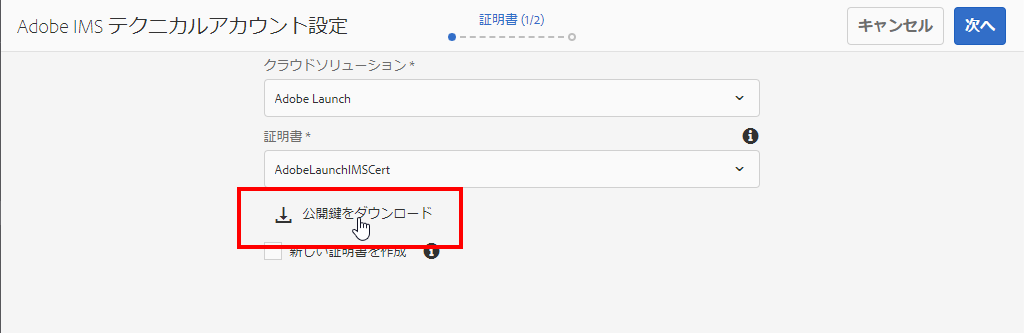 Adobe IMS テクニカルアカウント設定
証明書 (1/2)
キャンセル
次へ
クラウドソリューション *
Adobe Launch
証明書 *
AdobeLaunchIMSCert
公開鍵をダウンロード
新しい証明書を作成